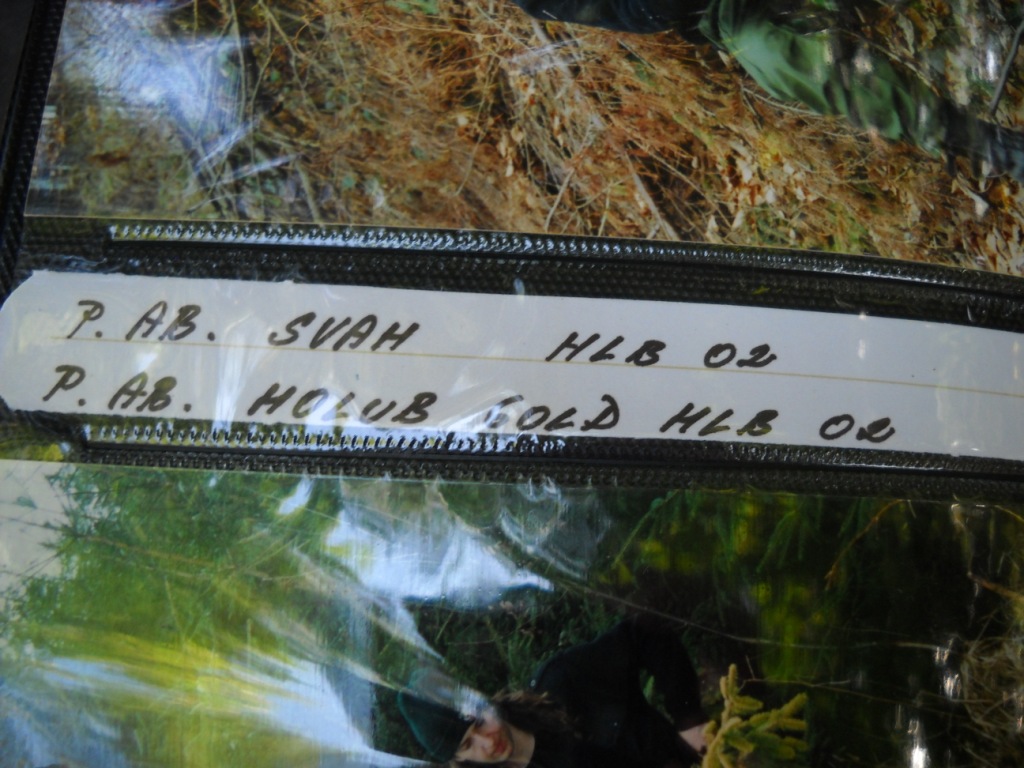 P. AB. SVAH HLB 02
P. AB. HOLUB GOLD HLB 02